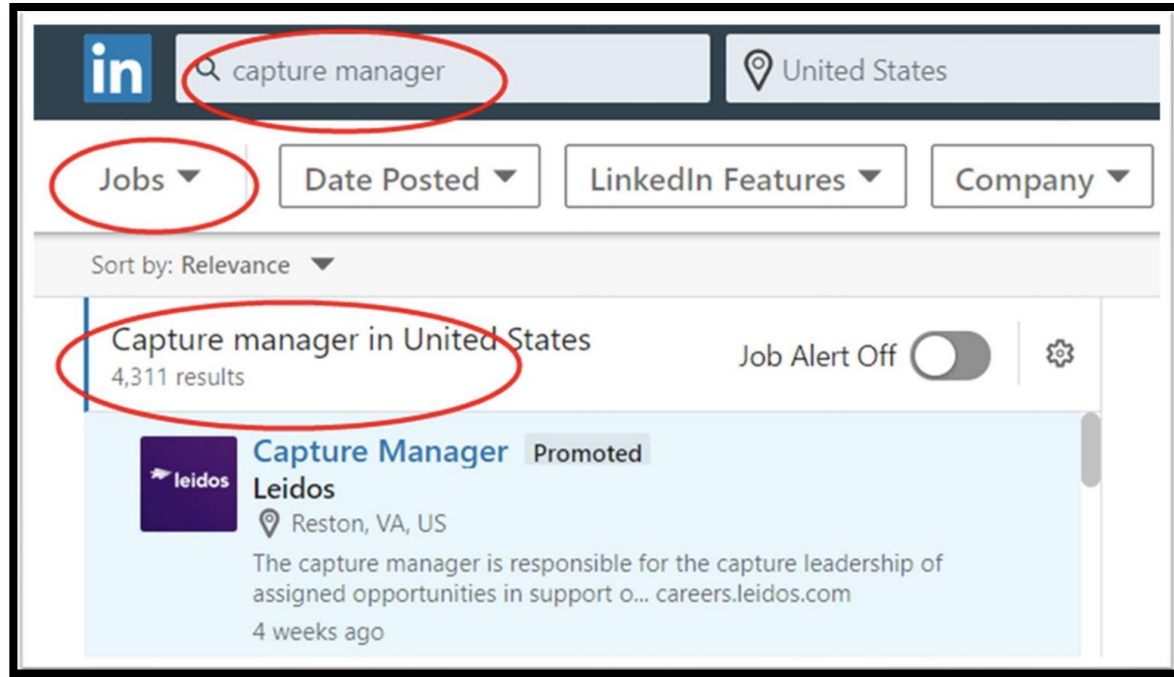 in capture manager United States
Jobs Date Posted LinkedIn Features Company
Sort by: Relevance
Capture manager in United States
4,311 results
Job Alert Off
leidos
Capture Manager Promoted
Leidos
Reston, VA, US
The capture manager is responsible for the capture leadership of
assigned opportunities in support o... careers.leidos.com
4 weeks ago